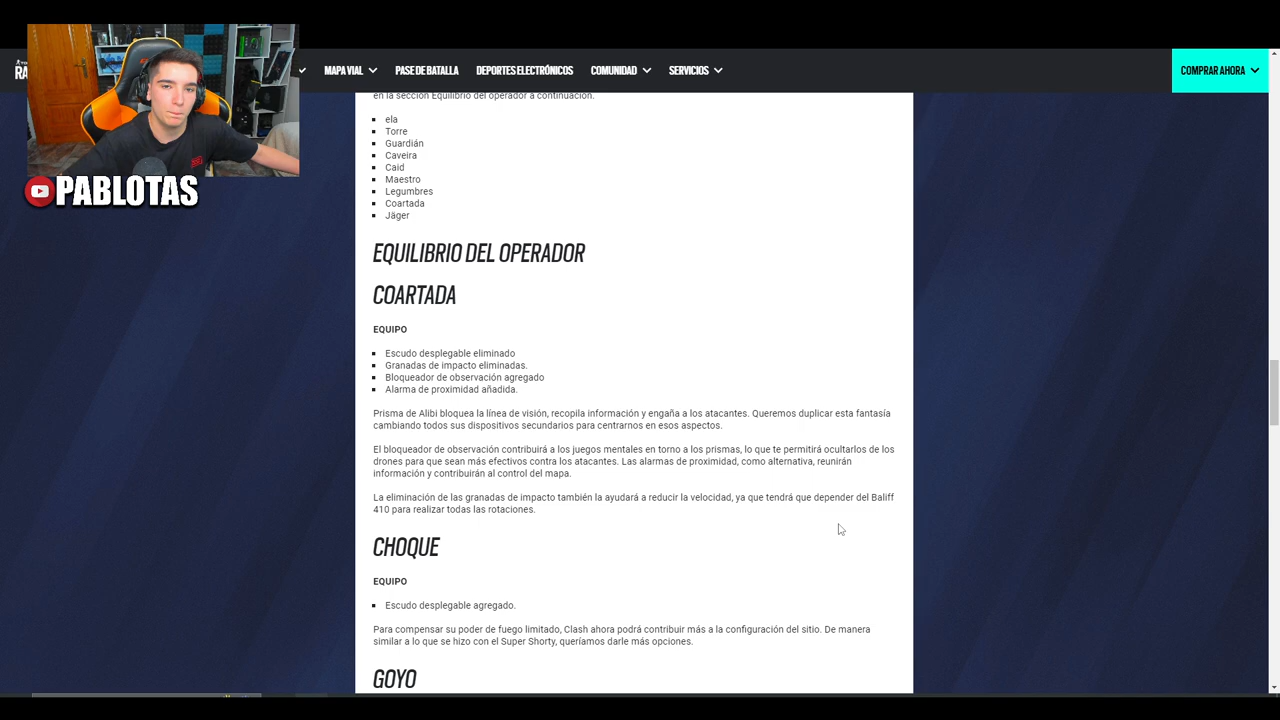 RA
MAPA VIAL
PASE DE BATALLA
DEPORTES ELECTRÓNICOS
COMUNIDAD
SERVICIOS
COMPRAR AHORA
PABLOTAS
en la sección Equilibrio del operador a continuación.
ela
Torre
Guardián
Caveira
Caid
Maestro
Legumbres
Coartada
Jäger
EQUILIBRIO DEL OPERADOR
COARTADA
EQUIPO
Escudo desplegable eliminado
Granadas de impacto eliminadas.
Bloqueador de observación agregado
Alarma de proximidad añadida.
Prisma de Alibi bloquea la línea de visión, recopila información y engaña a los atacantes. Queremos duplicar esta fantasía
cambiando todos sus dispositivos secundarios para centrarnos en esos aspectos.
El bloqueador de observación contribuirá a los juegos mentales en torno a los prismas, lo que te permitirá ocultarlos de los
drones para que sean más efectivos contra los atacantes. Las alarmas de proximidad, como alternativa, reunirán
información y contribuirán al control del mapa.
La eliminación de las granadas de impacto también la ayudará a reducir la velocidad, ya que tendrá que depender del Baliff
410 para realizar todas las rotaciones.
CHOQUE
EQUIPO
Escudo desplegable agregado.
Para compensar su poder de fuego limitado, Clash ahora podrá contribuir más a la configuración del sitio. De manera
similar a lo que se hizo con el Super Shorty, queríamos darle más opciones.
GOYO